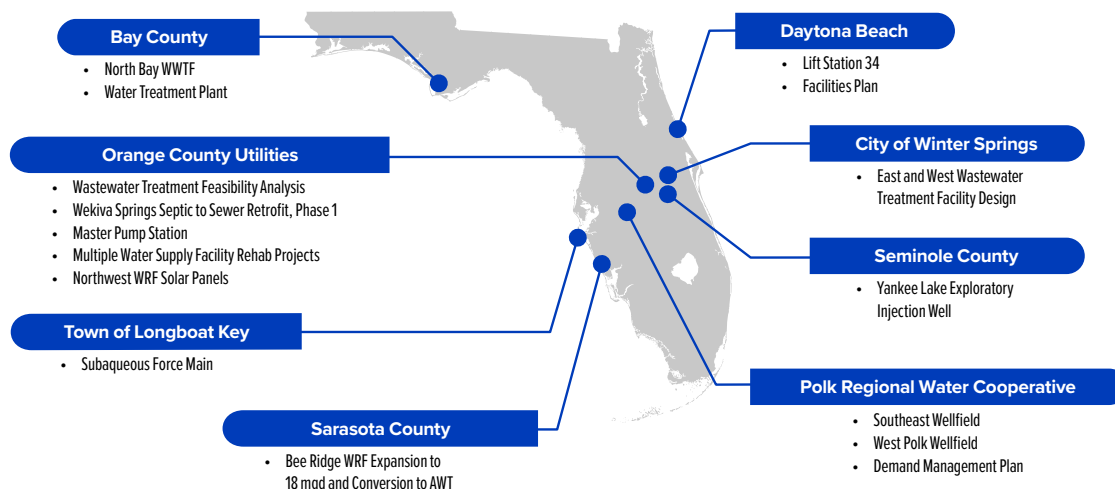 Bay County
• North Bay WWTF
• Water Treatment Plant
Daytona Beach
• Lift Station 34
• Facilities Plan
Orange County Utilities
• Wastewater Treatment Feasibility Analysis
• Wekiva Springs Septic to Sewer Retrofit, Phase 1
• Master Pump Station
• Multiple Water Supply Facility Rehab Projects
• Northwest WRF Solar Panels
City of Winter Springs
• East and West Wastewater
Treatment Facility Design
Seminole County
• Yankee Lake Exploratory
Injection Well
Town of Longboat Key
• Subaqueous Force Main
Polk Regional Water Cooperative
• Southeast Wellfield
• West Polk Wellfield
• Demand Management Plan
Sarasota County
• Bee Ridge WRF Expansion to
18 mgd and Conversion to AWT